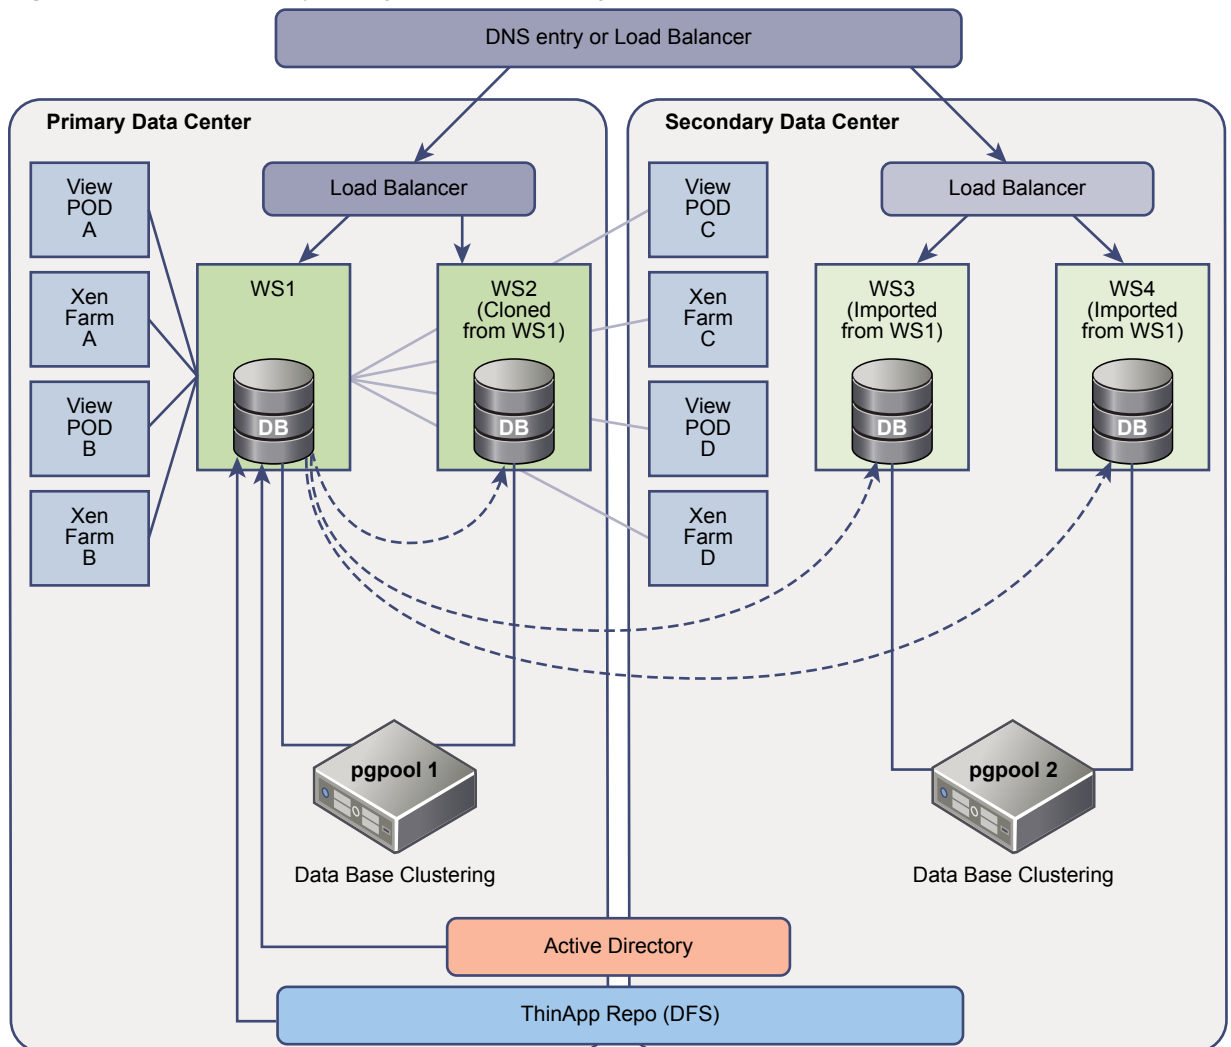 DNS entry or Load Balancer
Primary Data Center
Load Balancer
View
POD
A
Xen
Farm
A
View
POD
B
Xen
Farm
B
WS1
DB
WS2
(Cloned
from WS1)
DB
pgpool 1
Data Base Clustering
Secondary Data Center
Load Balancer
View
POD
C
Xen
Farm
C
View
POD
D
Xen
Farm
D
WS3
(Imported
from WS1)
DB
WS4
(Imported
from WS1)
DB
pgpool 2
Data Base Clustering
Active Directory
ThinApp Repo (DFS)